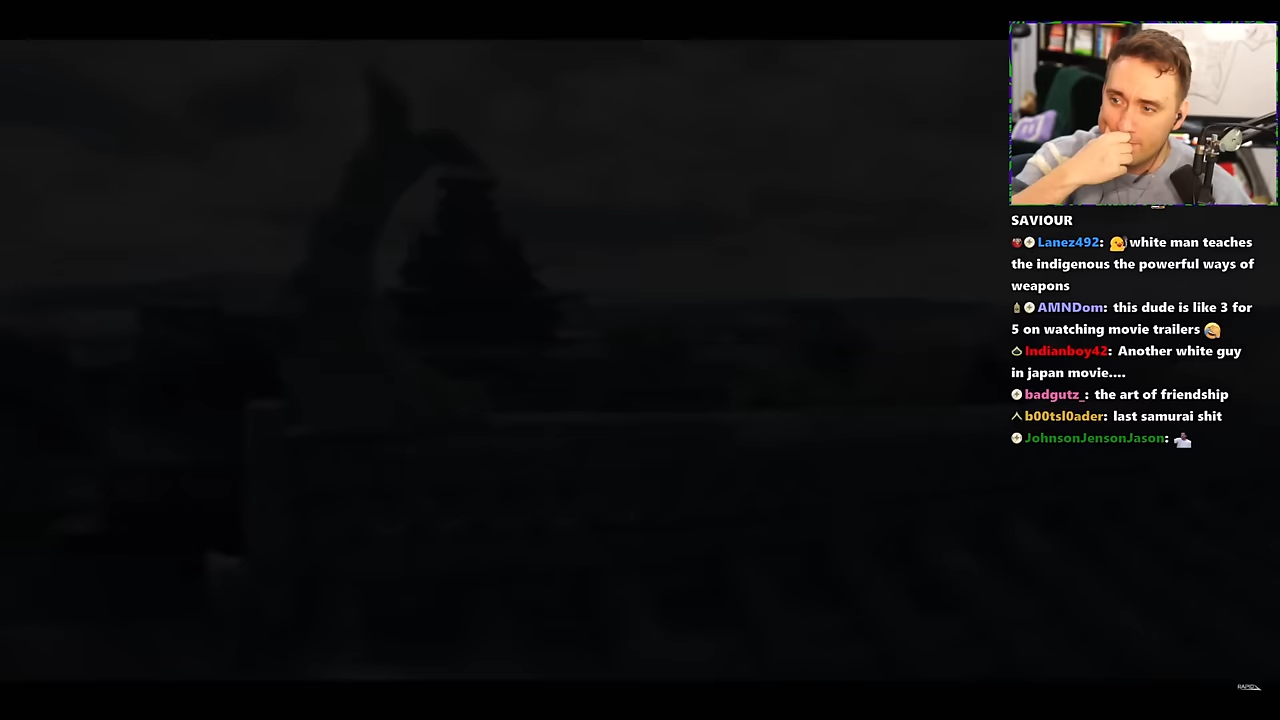 SAVIOUR
Lanez492: white man teaches
the indigenous the powerful ways of
weapons
AMNDom: this dude is like 3 for
5 on watching movie trailers
Indianboy42: Another white guy
in japan movie....
badgutz_: the art of friendship
b00tsl0ader: last samurai shit
JohnsonJensonJason:
RAPID